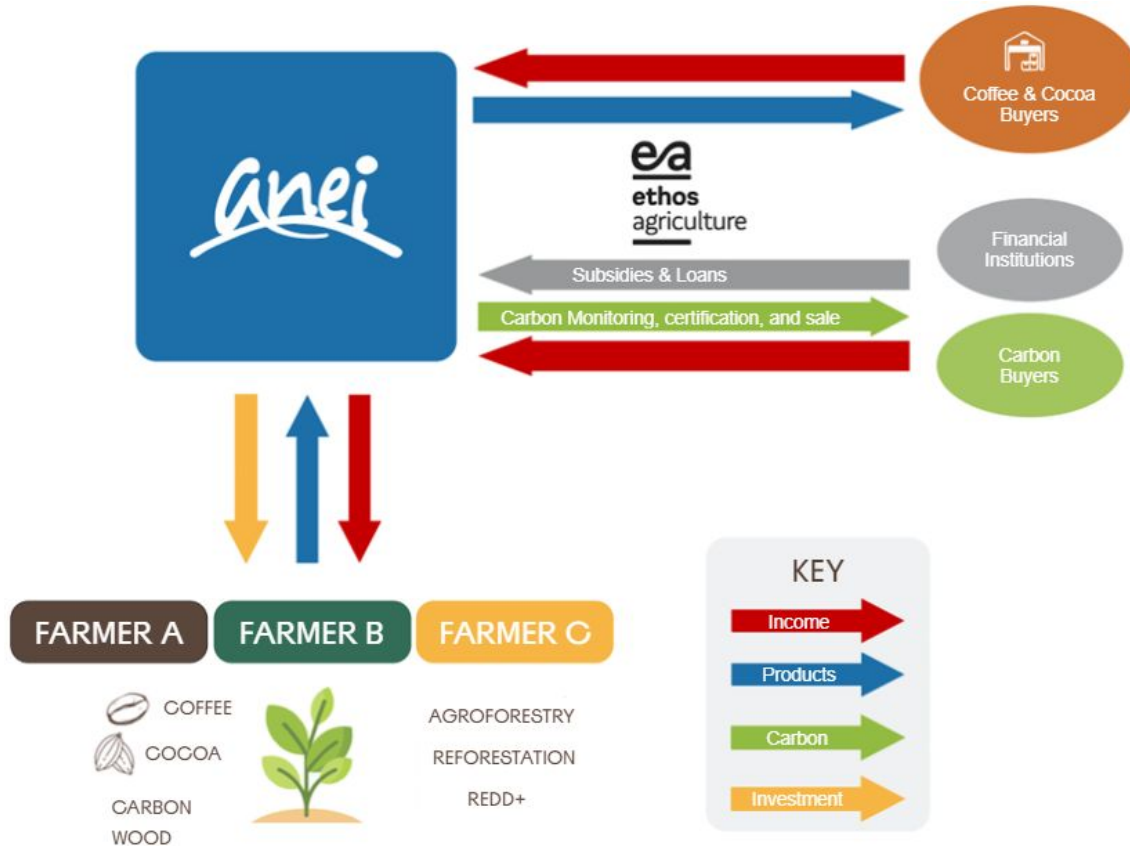 Coffee & Cocoa
Buyers
anei
ea
ethos
agriculture
Financial
Institutions
Subsidies & Loans
Carbon Monitoring, certification, and sale
Carbon
Buyers
KEY
Income
Products
Carbon
Investment
FARMER A
FARMER B
FARMER C
COFFEE
COCOA
CARBON
WOOD
AGROFORESTRY
REFORESTATION
REDD+